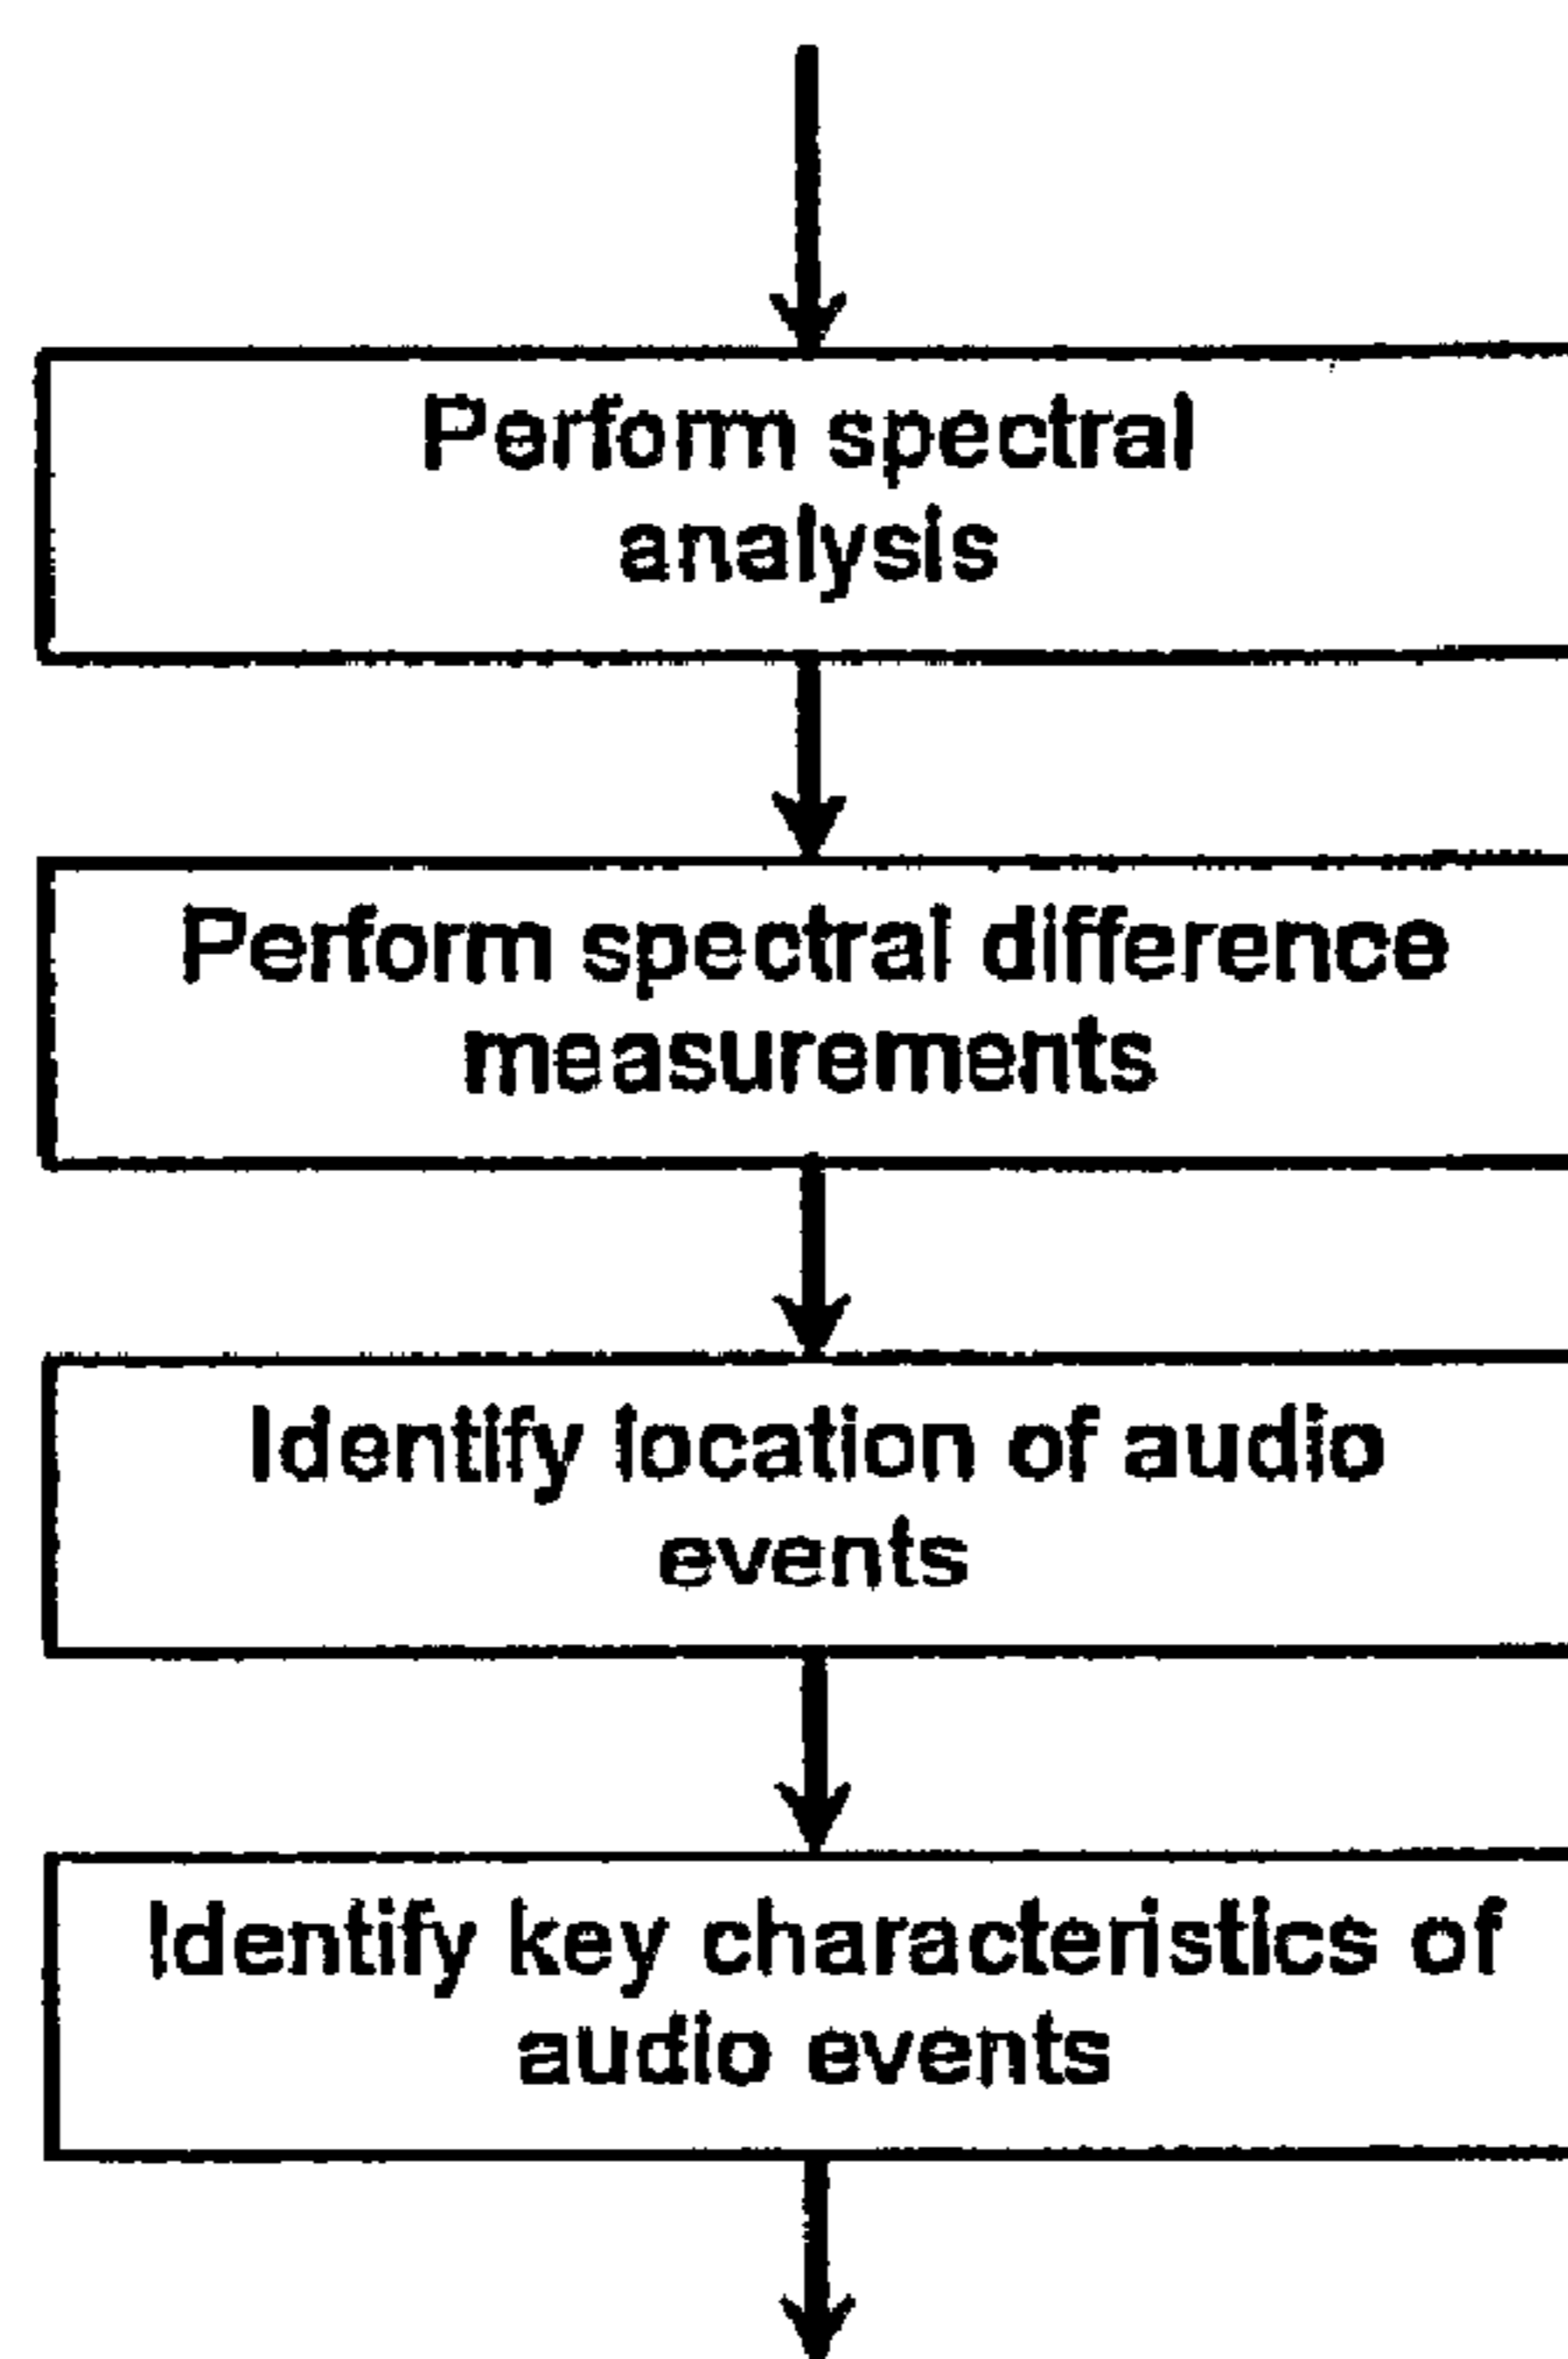 Perform spectral
analysis
Perform spectral difference
measurements
Identify location of audio
events
Identify key characteristics of
audio events